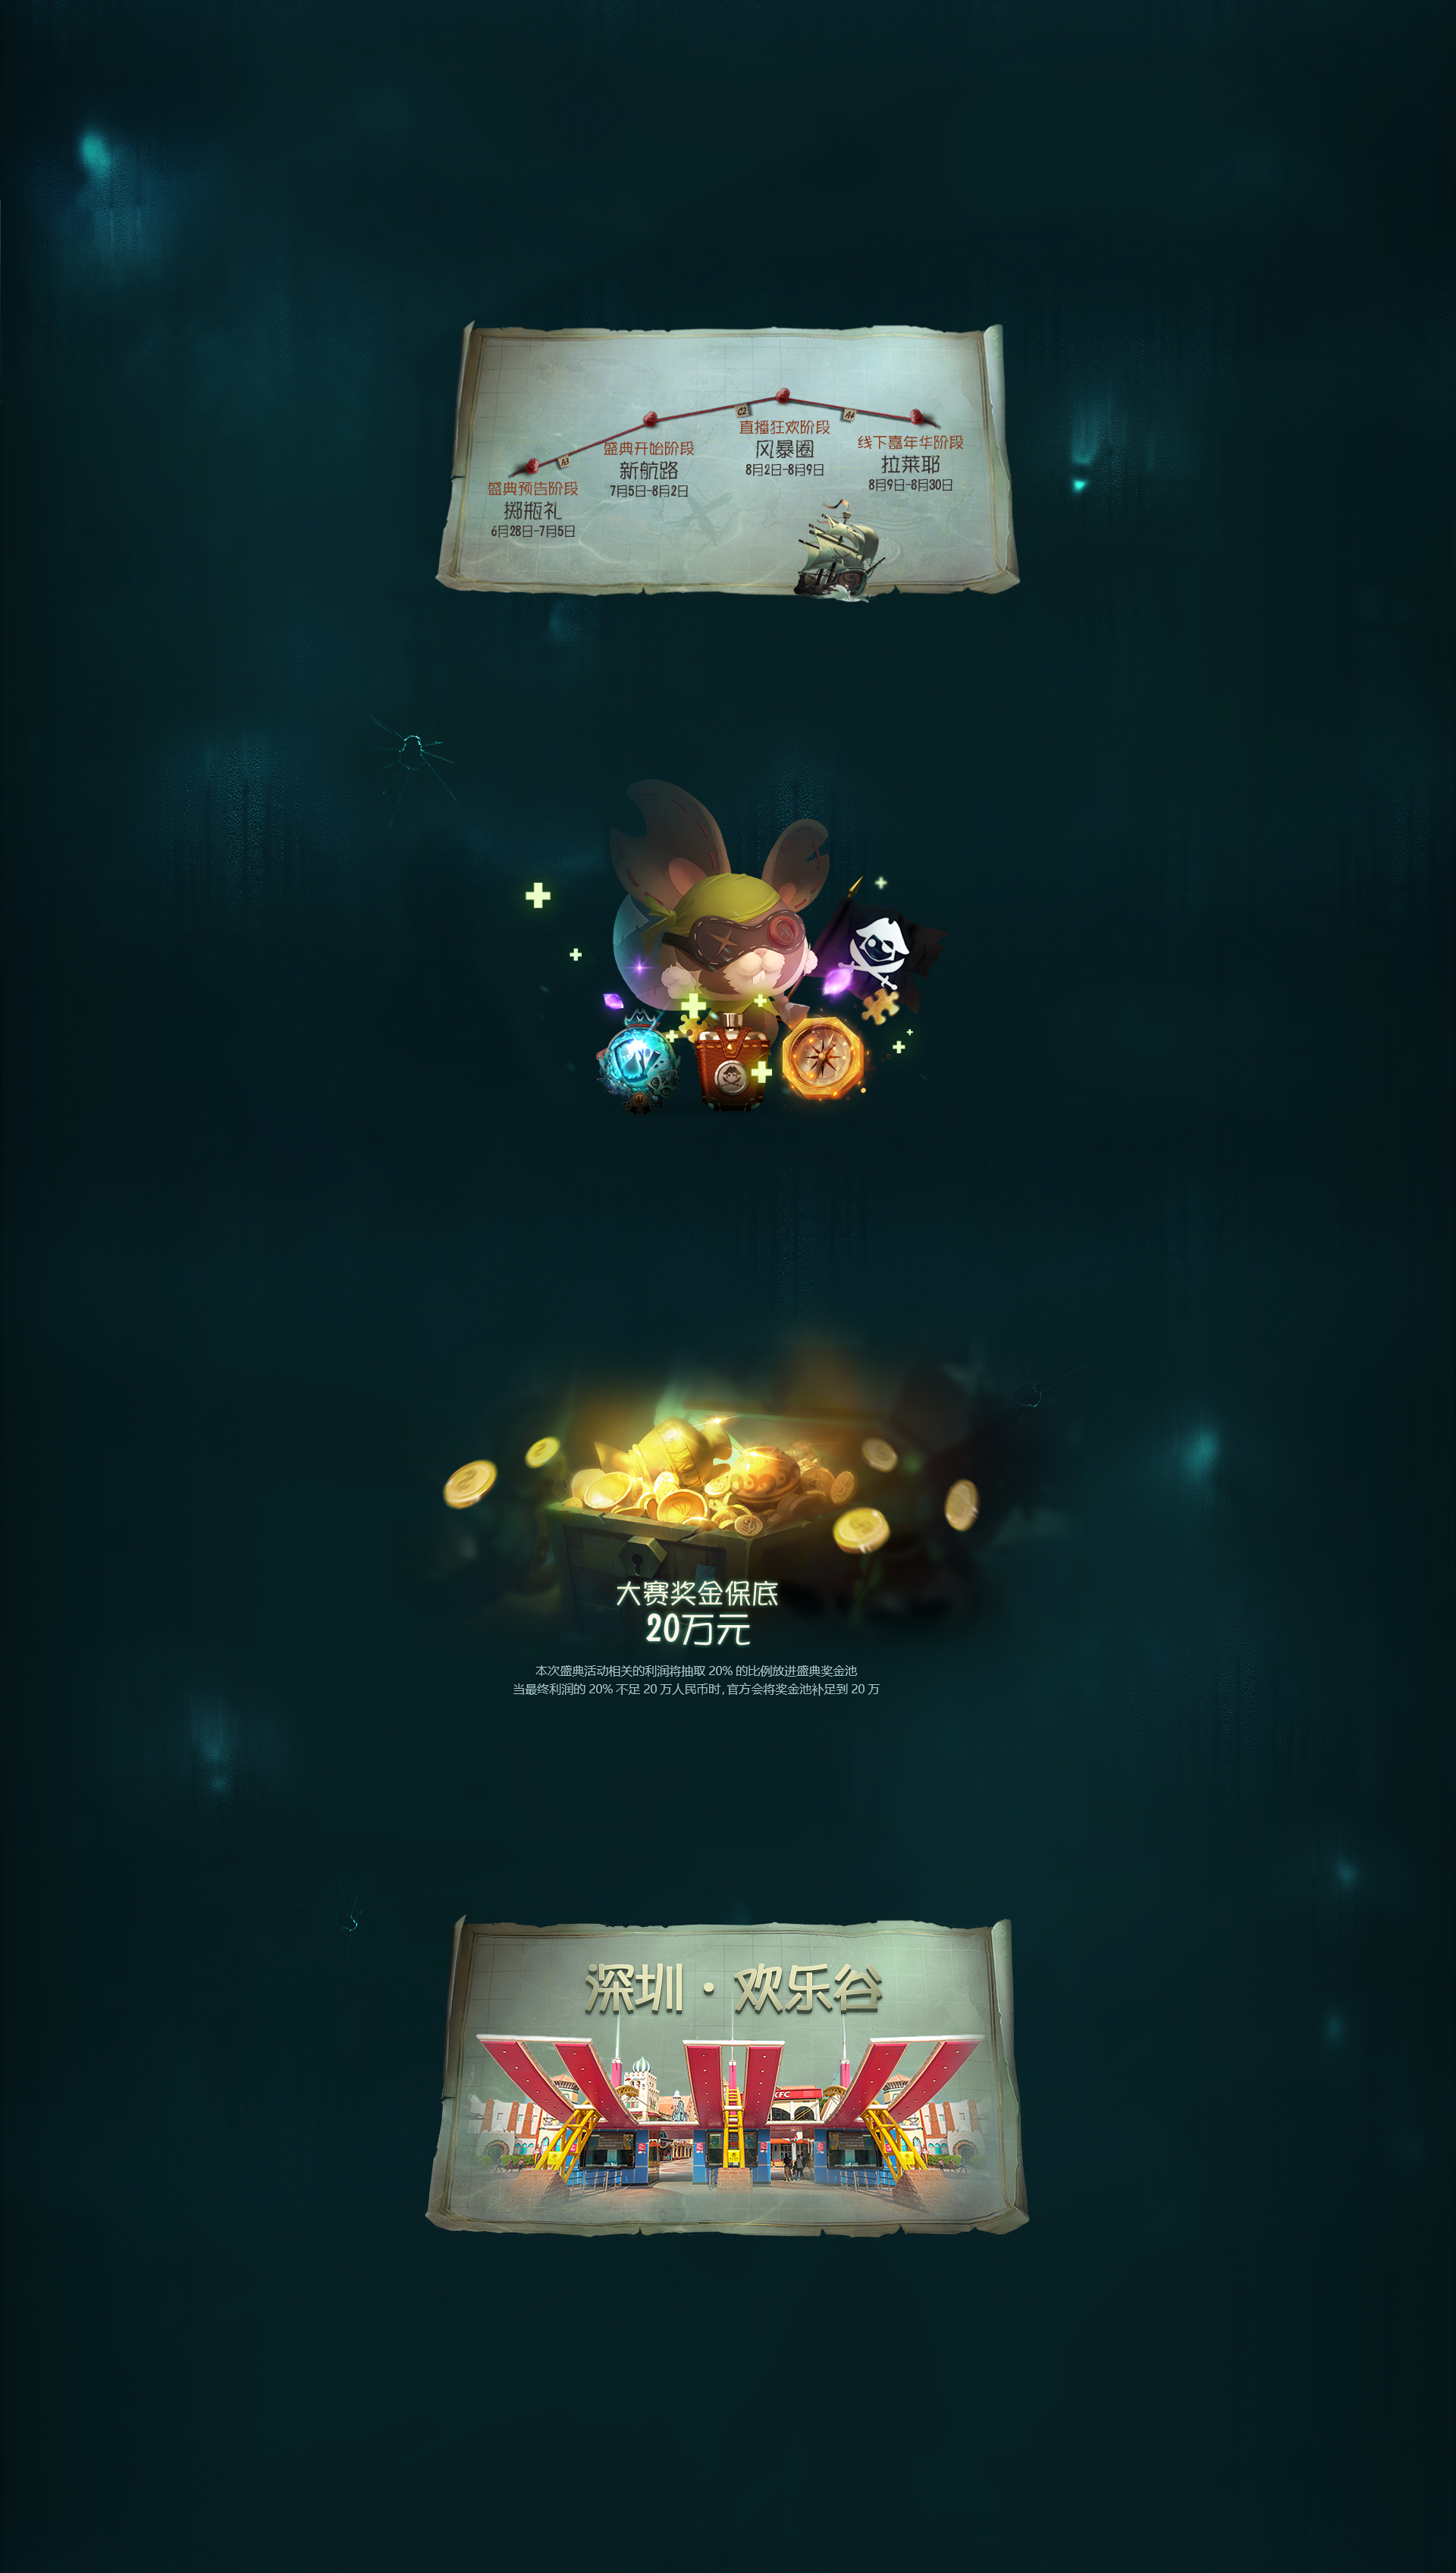 A3
C2
A4
盛典预告阶段
掷瓶礼
6月28日-7月5日
盛典开始阶段
新航路
7月5日-8月2日
直播狂欢阶段
风暴圈
8月2日-8月9日
线下嘉年华阶段
拉莱耶
8月9日-8月30日
大赛奖金保底
20万元
本次盛典活动相关的利润将抽取 20% 的比例放进盛典奖金池
当最终利润的 20% 不足 20 万人民币时,官方会将奖金池补足到 20 万
深圳·欢乐谷
KFC